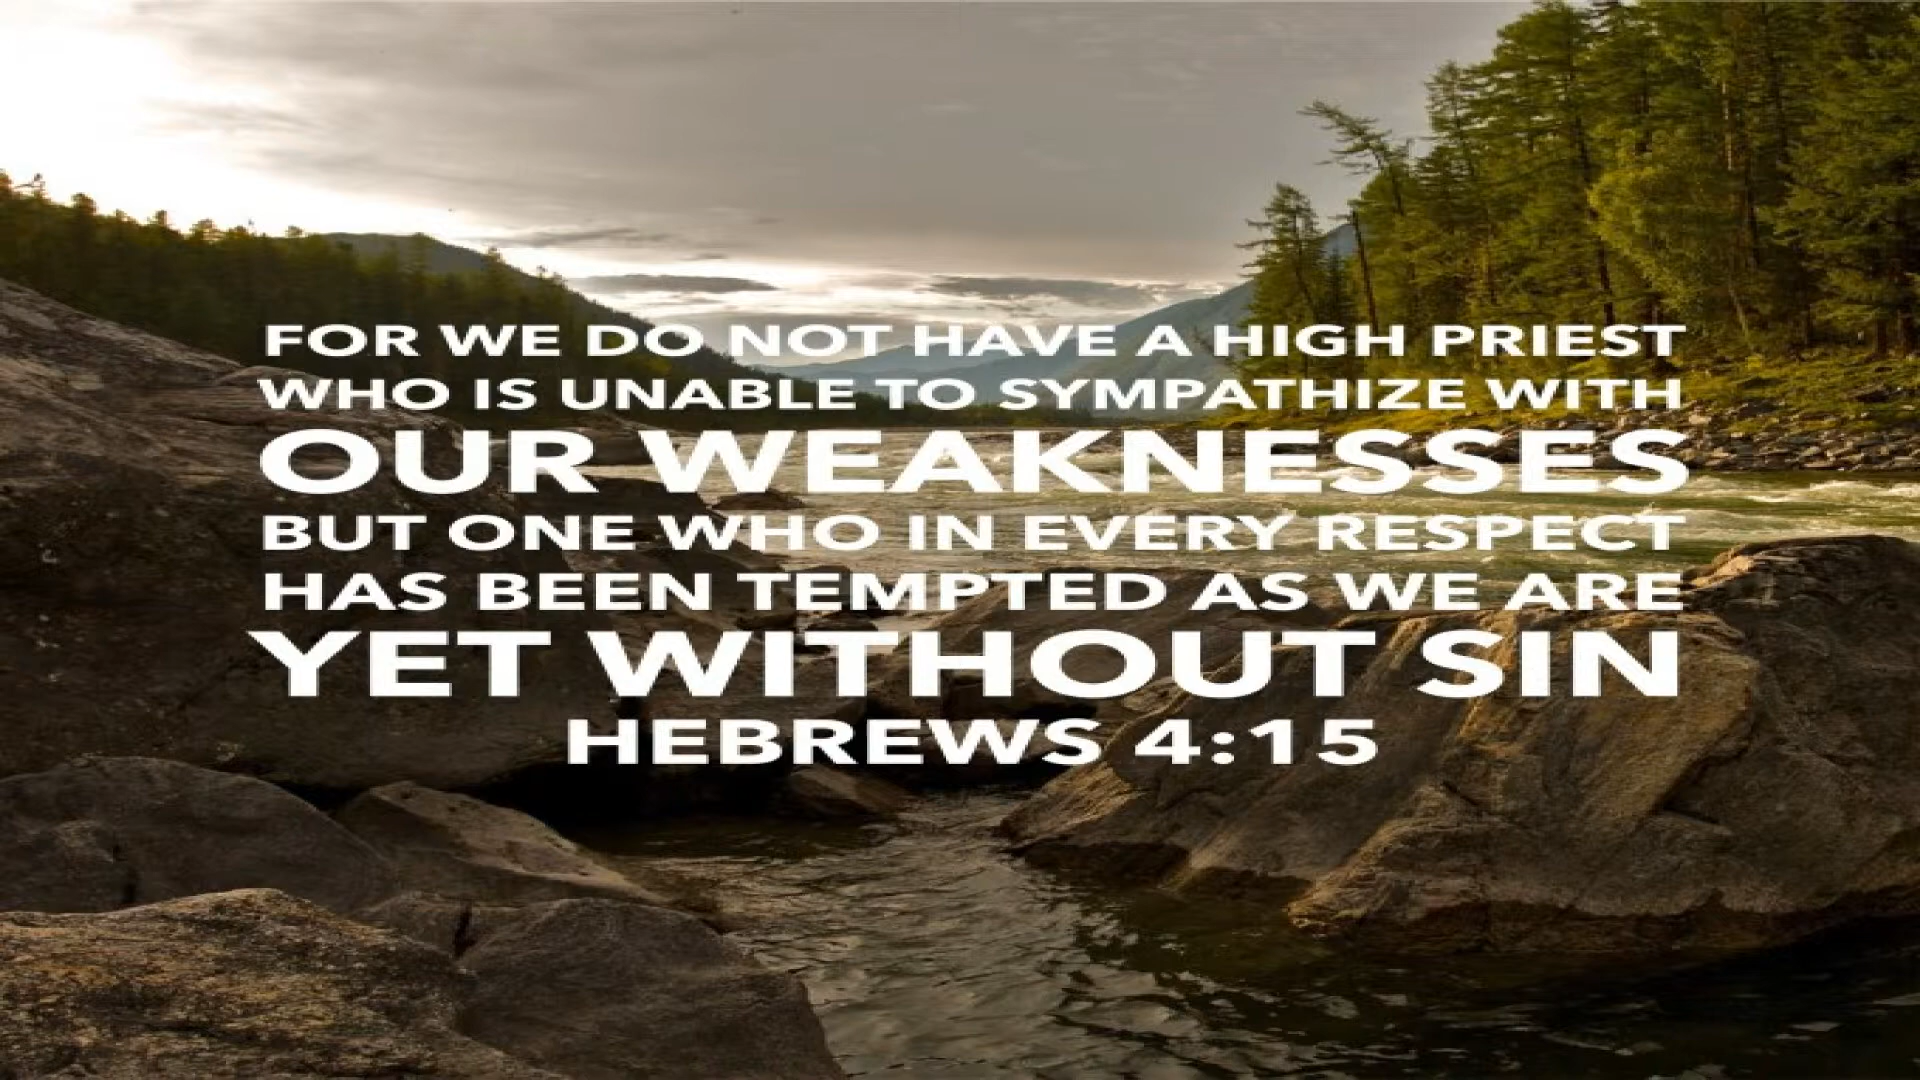 FOR WE DO NOT HAVE A HIGH PRIEST
WHO IS UNABLE TO SYMPATHIZE WITH
OUR WEAKNESSES
BUT ONE WHO IN EVERY RESPECT
HAS BEEN TEMPTED AS WE ARE
YET WITHOUT SIN
HEBREWS 4:15